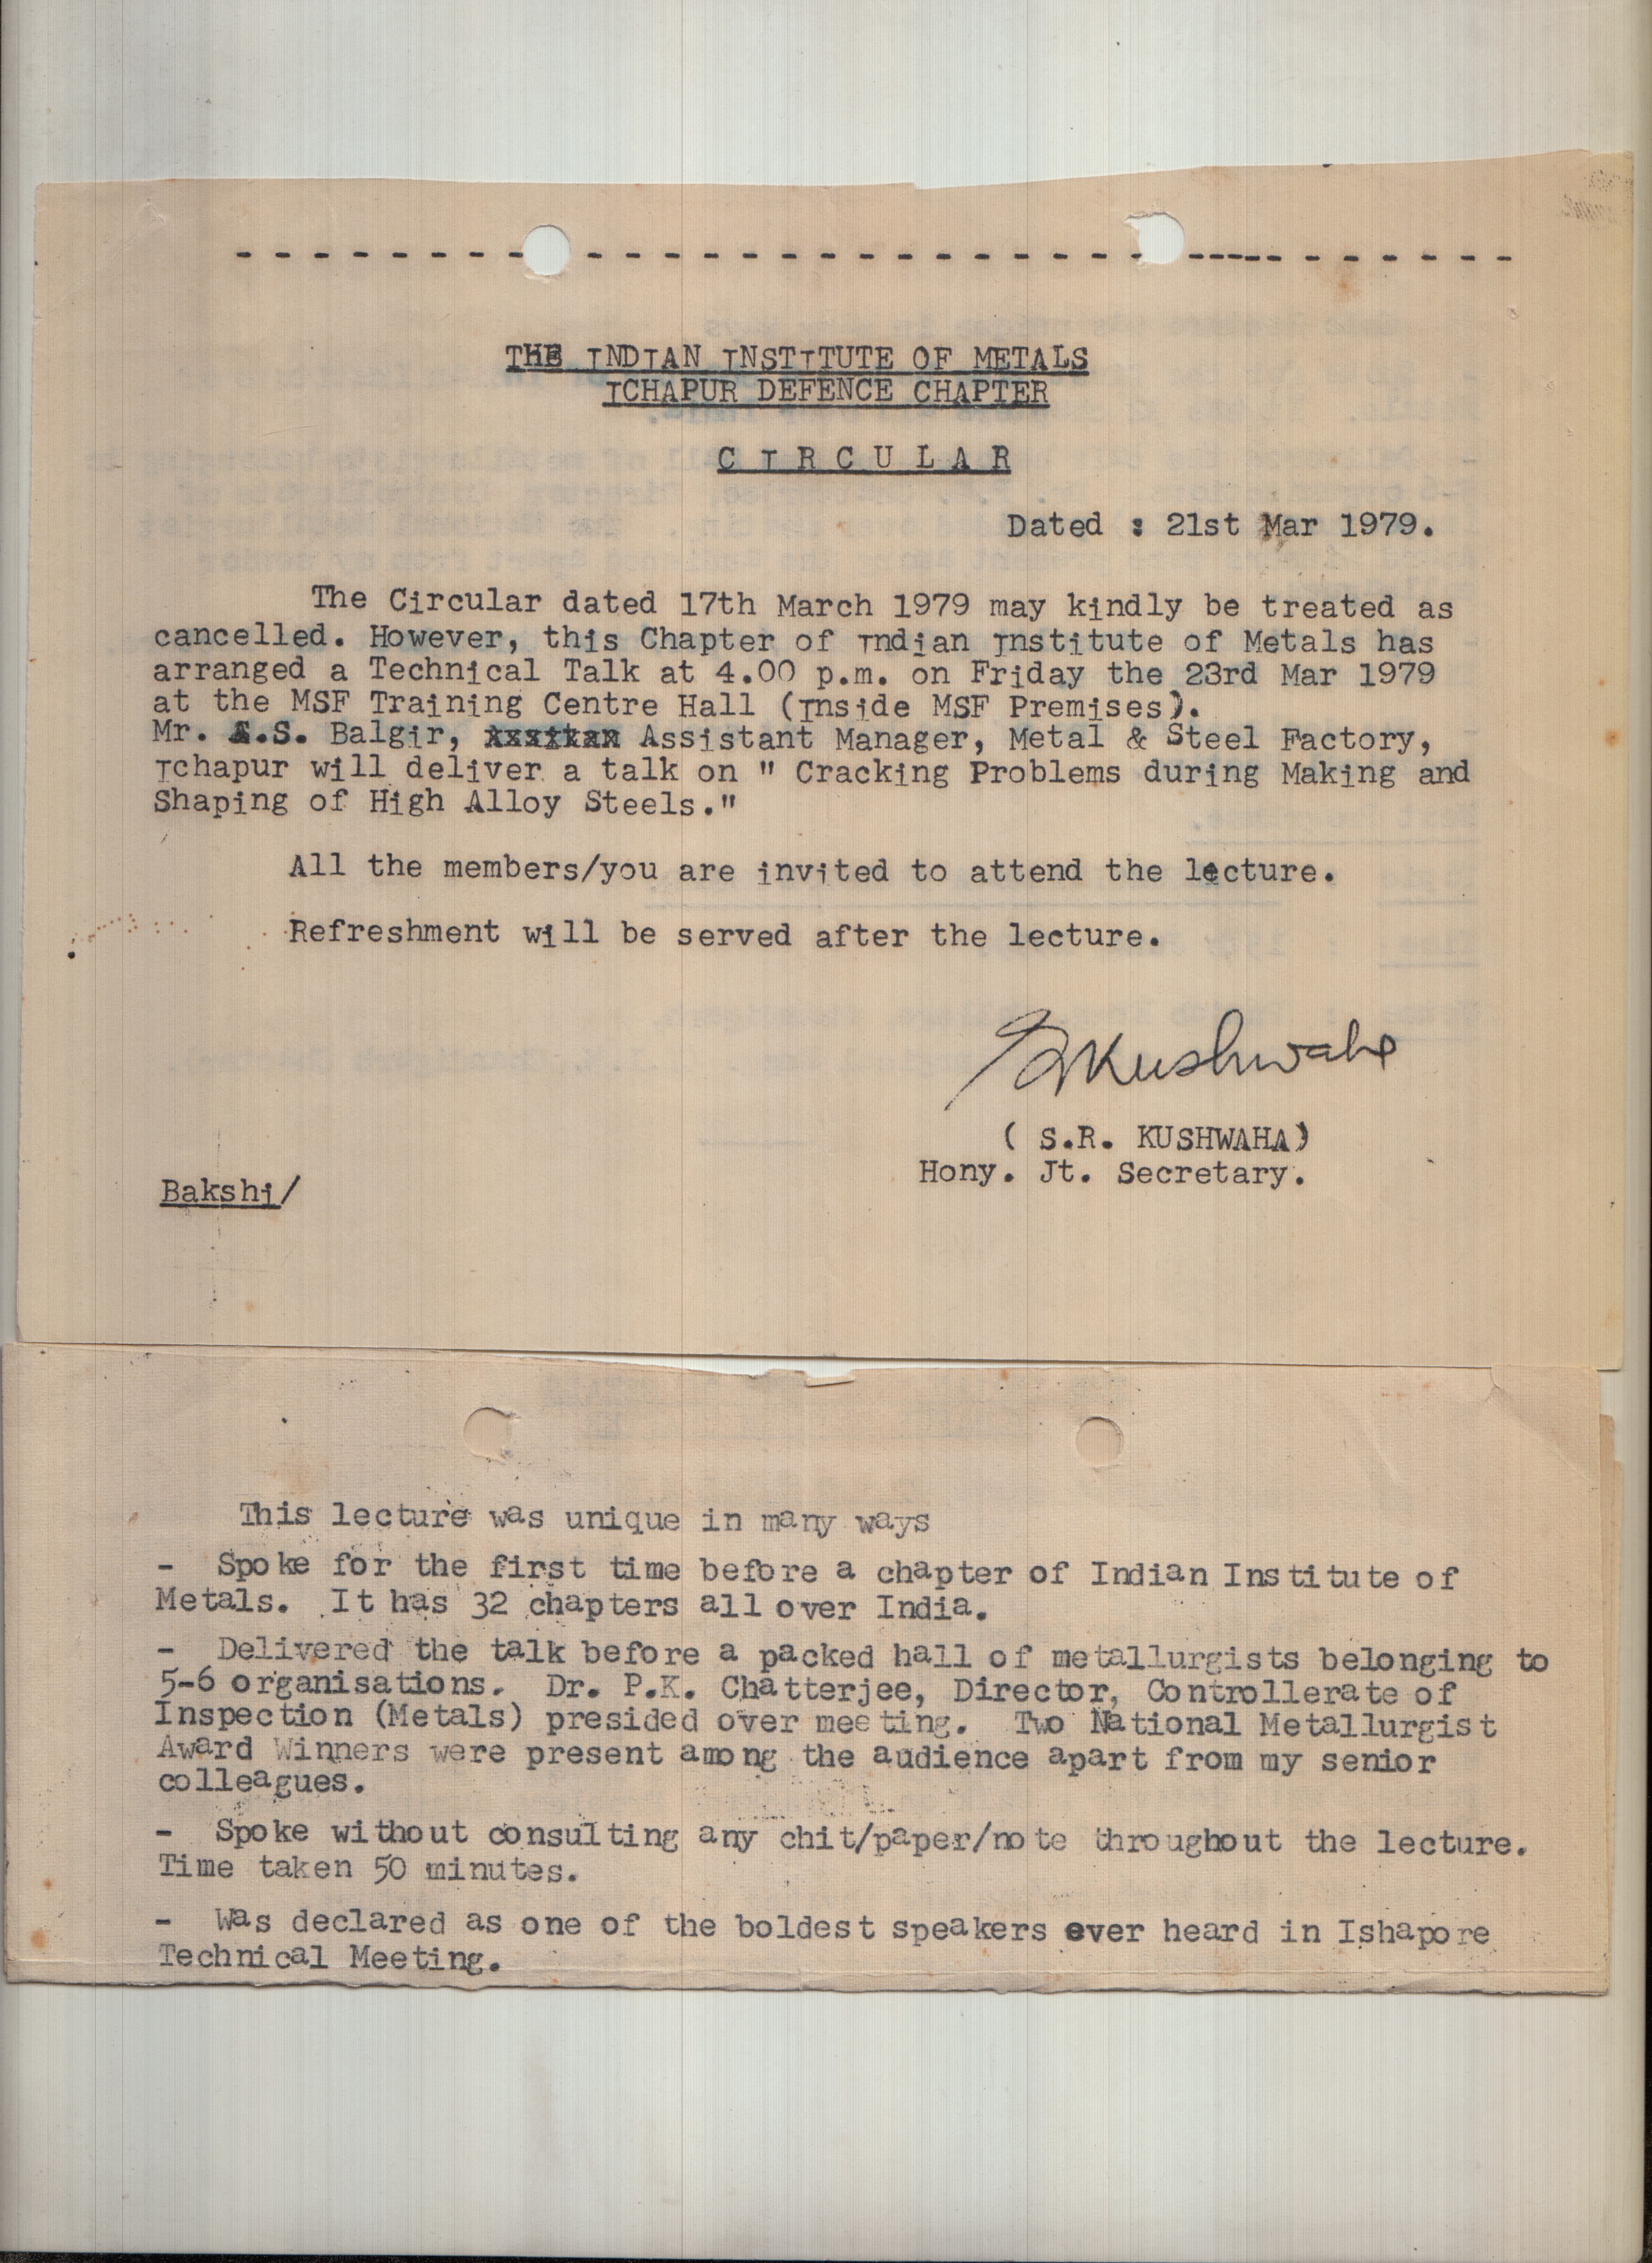 THE INDIAN INSTITUTE OF METALS
ICHAPUR DEFENCE CHAPTER
C I R C U L A R
Dated : 21st Mar 1979.
The Circular dated 17th March 1979 may kindly be treated as
cancelled. However, this Chapter of Indian Institute of Metals has
arranged a Technical Talk at 4.00 p.m. on Friday the 23rd Mar 1979
at the MSF Training Centre Hall (Inside MSF Premises).
Mr. S. Balgir, Assistant Manager, Metal & Steel Factory,
Ichapur will deliver a talk on " Cracking Problems during Making and
Shaping of High Alloy Steels."
All the members/you are invited to attend the lecture.
Refreshment will be served after the lecture.
Kushwaha
( S.R. KUSHWAHA)
Hony. Jt. Secretary.
Bakshi/
This lecture was unique in many ways
- Spoke for the first time before a chapter of Indian Institute of
Metals. It has 32 chapters all over India.
- Delivered the talk before a packed hall of metallurgists belonging to
5-6 organisations. Dr. P.K. Chatterjee, Director, Controllerate of
Inspection (Metals) presided over meeting. Two National Metallurgist
Award Winners were present among the audience apart from my senior
colleagues.
- Spoke without consulting any chit/paper/note throughout the lecture.
Time taken 50 minutes.
- Was declared as one of the boldest speakers ever heard in Ishapore
Technical Meeting.